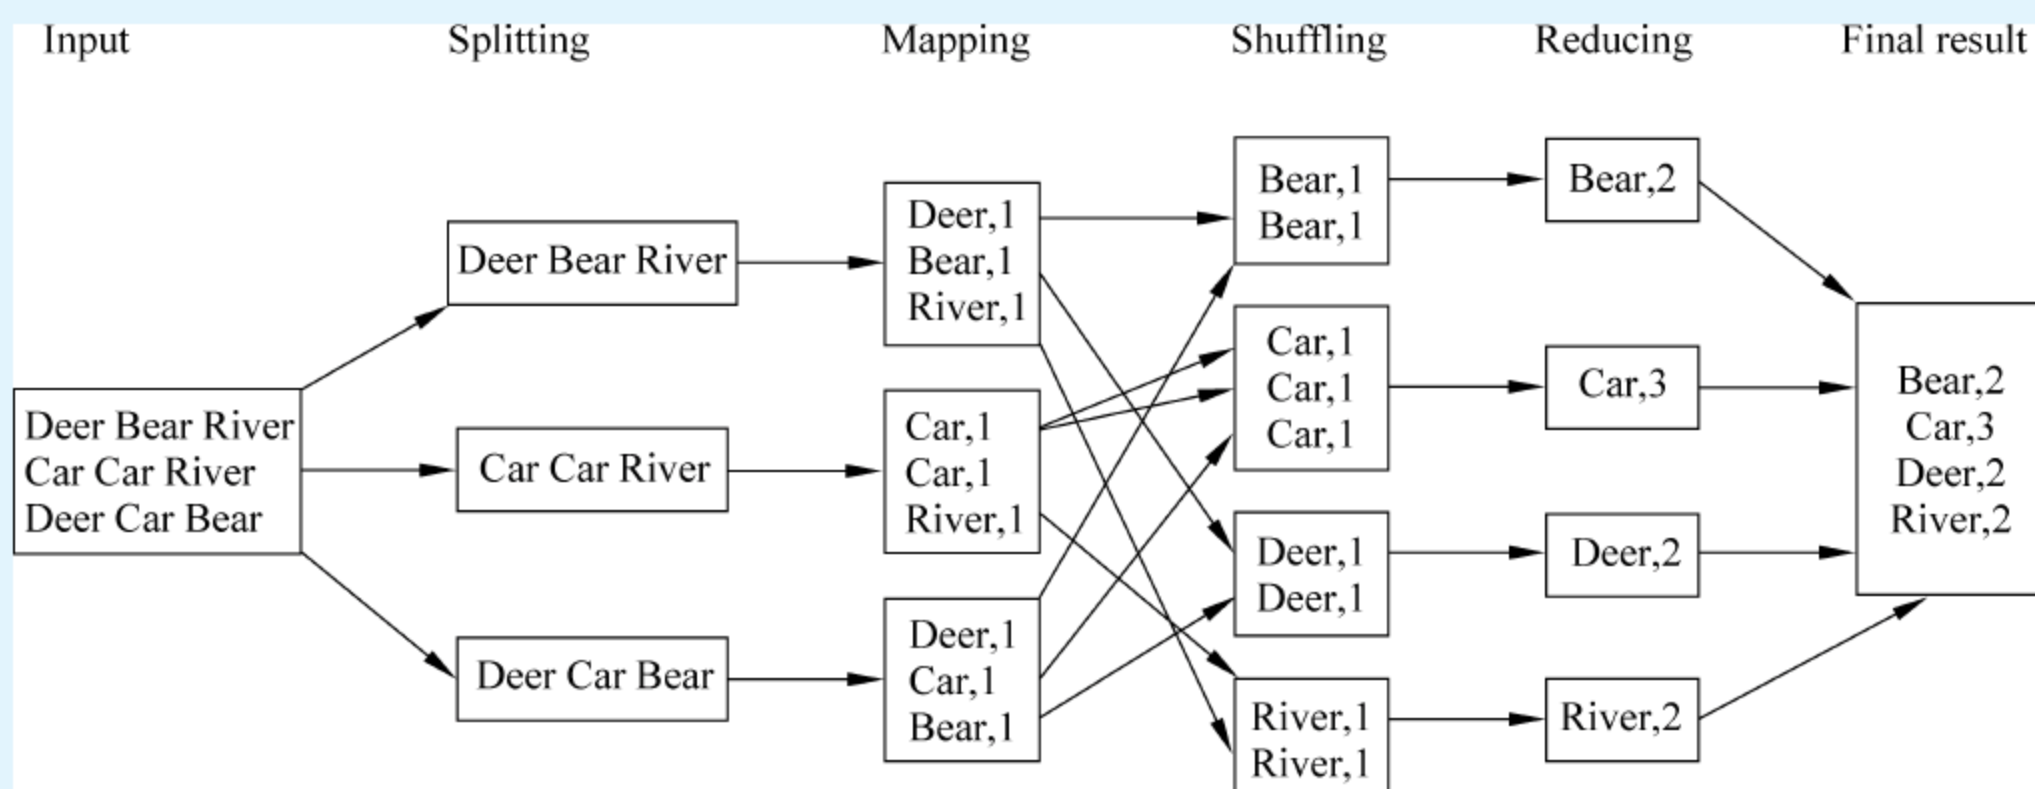 Input
Splitting
Mapping
Shuffling
Reducing
Final result
Deer Bear River
Car Car River
Deer Car Bear
Deer Bear River
Car Car River
Deer Car Bear
Deer,1
Bear,1
River,1
Car,1
Car,1
River,1
Deer,1
Car,1
Bear,1
Bear,1
Bear,1
Car,1
Car,1
Car,1
Deer,1
Deer,1
River,1
River,1
Bear,2
Car,3
Deer,2
River,2
Bear,2
Car,3
Deer,2
River,2